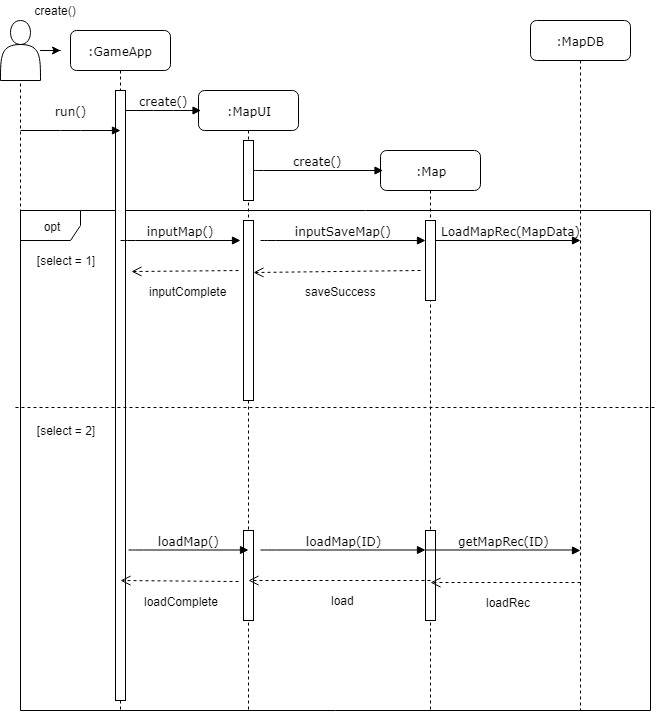 create()
:GameApp
:MapDB
run()
create()
:MapUI
create()
:Map
opt
[select = 1]
inputMap()
inputSaveMap()
LoadMapRec(MapData)
inputComplete
saveSuccess
[select = 2]
loadMap()
loadMap(ID)
getMapRec(ID)
loadComplete
load
loadRec